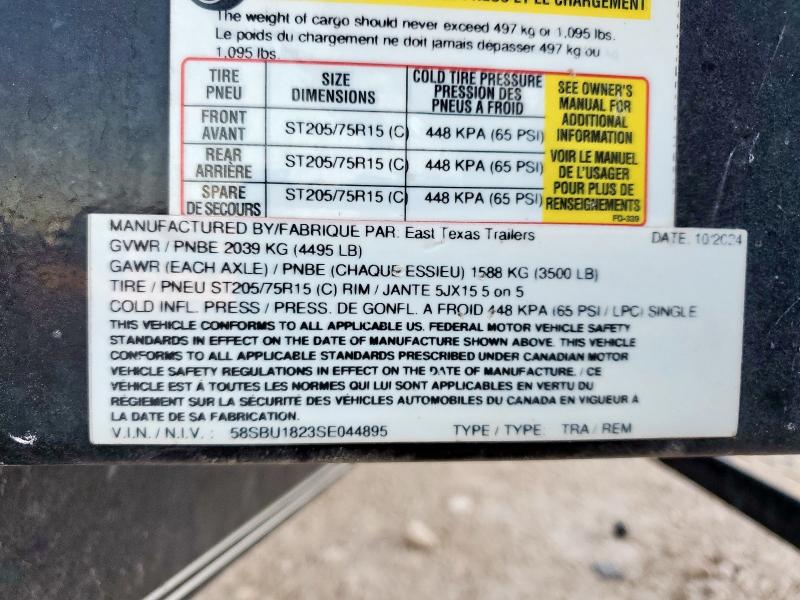 ET LE CHARGEMENT
The weight of cargo should never exceed 497 kg or 1,095 lbs.
Le poids du chargement ne doit jamais dépasser 497 kg ou
1,095 lbs.
TIRE PNEU SIZE DIMENSIONS COLD TIRE PRESSURE PRESSION DES PNEUS A FROID
FRONT AVANT ST205/75R15 (C) 448 KPA (65 PSI)
REAR ARRIÈRE ST205/75R15 (C) 448 KPA (65 PSI)
SPARE DE SECOURS ST205/75R15 (C) 448 KPA (65 PSI)
SEE OWNER'S
MANUAL FOR
ADDITIONAL
INFORMATION
VOIR LE MANUEL
DE L'USAGER
POUR PLUS DE
RENSEIGNEMENTS
FD-339
MANUFACTURED BY/FABRIQUE PAR: East Texas Trailers DATE: 10/2024
GVWR / PNBE 2039 KG (4495 LB)
GAWR (EACH AXLE) / PNBE (CHAQUE ESSIEU) 1588 KG (3500 LB)
TIRE / PNEU ST205/75R15 (C) RIM / JANTE 5JX15 5 on 5
COLD INFL. PRESS / PRESS. DE GONFL. A FROID 448 KPA (65 PSI / LPC) SINGLE
THIS VEHICLE CONFORMS TO ALL APPLICABLE US. FEDERAL MOTOR VEHICLE SAFETY
STANDARDS IN EFFECT ON THE DATE OF MANUFACTURE SHOWN ABOVE. THIS VEHICLE
CONFORMS TO ALL APPLICABLE STANDARDS PRESCRIBED UNDER CANADIAN MOTOR
VEHICLE SAFETY REGULATIONS IN EFFECT ON THE DATE OF MANUFACTURE. / CE
VÉHICULE EST À TOUTES LES NORMES QUI LUI SONT APPLICABLES EN VERTU DU
RÉGIEMENT SUR LA SÉCURITÉ DES VÉHICLES AUTOMOBILES DU CANADA EN VIGUEUR À
LA DATE DE SA FABRICATION.
V.I.N. / N.I.V. : 58SBU1823SE044895 TYPE / TYPE: TRA / REM